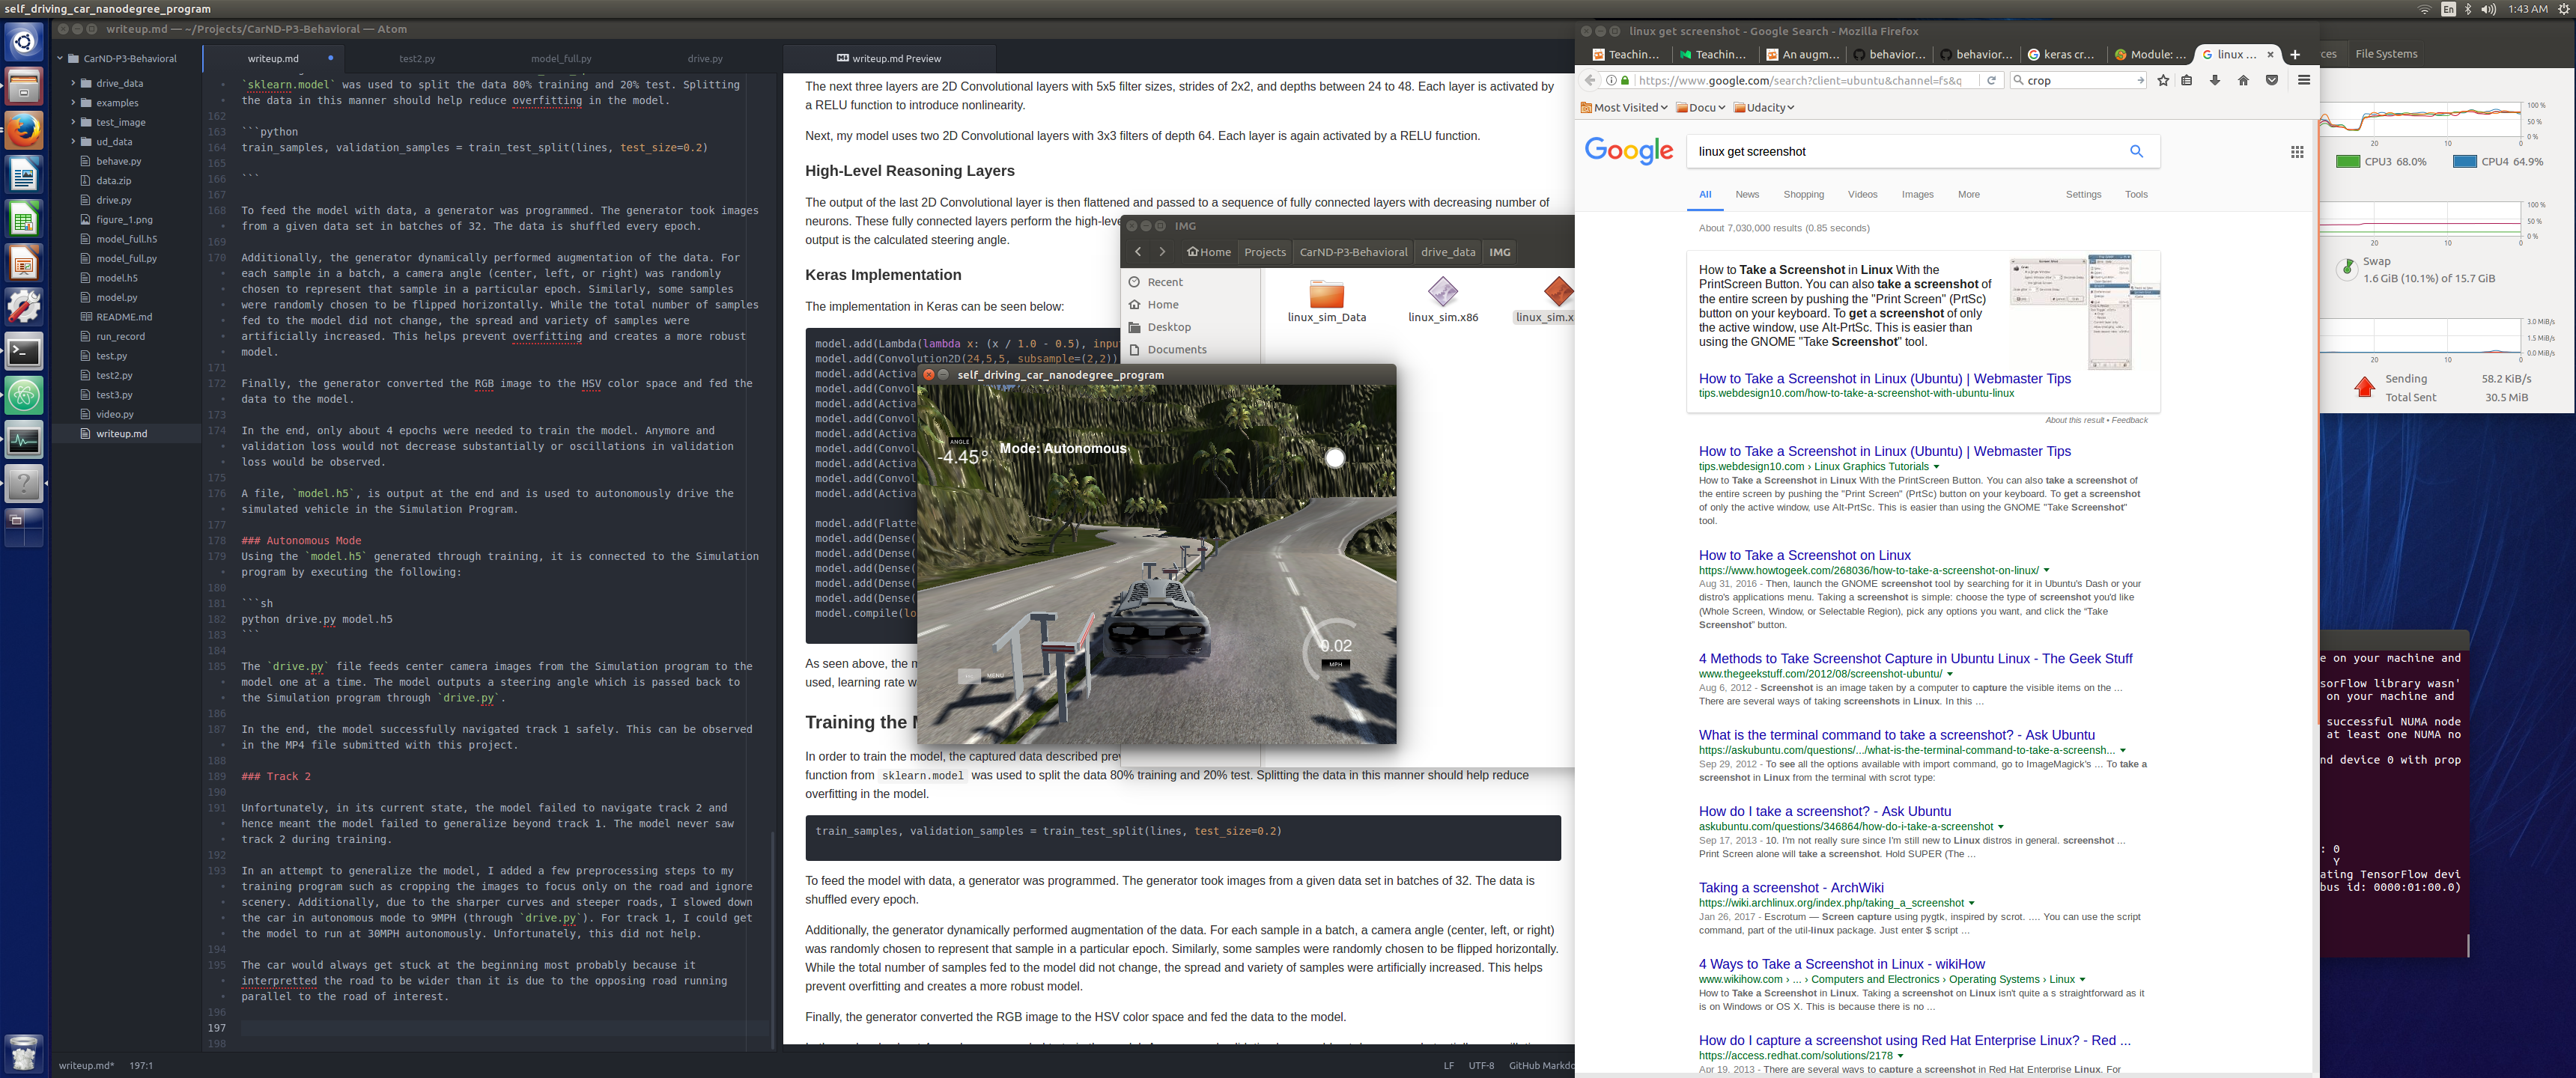 self_driving_car_nanodegree_program
En
1:43 AM
writeup.md — ~/Projects/CarND-P3-Behavioral — Atom
CarND-P3-Behavioral
drive_data
examples
test_image
ud_data
behave.py
data.zip
drive.py
figure_1.png
model_full.h5
model_full.py
model.h5
model.py
README.md
run_record
test.py
test2.py
test3.py
video.py
writeup.md
writeup.md
test2.py
model_full.py
drive.py
`sklearn.model` was used to split the data 80% training and 20% test. Splitting
the data in this manner should help reduce overfitting in the model.
162
163 ```python
164 train_samples, validation_samples = train_test_split(lines, test_size=0.2)
165
166 ```
167
168 To feed the model with data, a generator was programmed. The generator took images
from a given data set in batches of 32. The data is shuffled every epoch.
169
170 Additionally, the generator dynamically performed augmentation of the data. For
each sample in a batch, a camera angle (center, left, or right) was randomly
chosen to represent that sample in a particular epoch. Similarly, some samples
were randomly chosen to be flipped horizontally. While the total number of samples
fed to the model did not change, the spread and variety of samples were
artificially increased. This helps prevent overfitting and creates a more robust
model.
171
172 Finally, the generator converted the RGB image to the HSV color space and fed the
data to the model.
173
174 In the end, only about 4 epochs were needed to train the model. Anymore and
validation loss would not decrease substantially or oscillations in validation
loss would be observed.
175
176 A file, `model.h5`, is output at the end and is used to autonomously drive the
simulated vehicle in the Simulation Program.
177
178 ### Autonomous Mode
179 Using the `model.h5` generated through training, it is connected to the Simulation
program by executing the following:
180
181 ```sh
182 python drive.py model.h5
183 ```
184
185 The `drive.py` file feeds center camera images from the Simulation program to the
model one at a time. The model outputs a steering angle which is passed back to
the Simulation program through `drive.py`.
186
187 In the end, the model successfully navigated track 1 safely. This can be observed
in the MP4 file submitted with this project.
188
189 ### Track 2
190
191 Unfortunately, in its current state, the model failed to navigate track 2 and
hence meant the model failed to generalize beyond track 1. The model never saw
track 2 during training.
192
193 In an attempt to generalize the model, I added a few preprocessing steps to my
training program such as cropping the images to focus only on the road and ignore
scenery. Additionally, due to the sharper curves and steeper roads, I slowed down
the car in autonomous mode to 9MPH (through `drive.py`). For track 1, I could get
the model to run at 30MPH autonomously. Unfortunately, this did not help.
194
195 The car would always get stuck at the beginning most probably because it
interpretted the road to be wider than it is due to the opposing road running
parallel to the road of interest.
196
197
198
writeup.md* 197:1
LF UTF-8 GitHub Markdo
writeup.md Preview
The next three layers are 2D Convolutional layers with 5x5 filter sizes, strides of 2x2, and depths between 24 to 48. Each layer is activated by
a RELU function to introduce nonlinearity.
Next, my model uses two 2D Convolutional layers with 3x3 filters of depth 64. Each layer is again activated by a RELU function.
High-Level Reasoning Layers
The output of the last 2D Convolutional layer is then flattened and passed to a sequence of fully connected layers with decreasing number of
neurons. These fully connected layers perform the high-leve
output is the calculated steering angle.
Keras Implementation
The implementation in Keras can be seen below:
model.add(Lambda(lambda x: (x / 1.0 - 0.5), inpu
model.add(Convolution2D(24,5,5, subsample=(2,2))
model.add(Activa
model.add(Convol
model.add(Activa
model.add(Convol
model.add(Activa
model.add(Convol
model.add(Activa
model.add(Convol
model.add(Activa
model.add(Flatte
model.add(Dense(
model.add(Dense(
model.add(Dense(
model.add(Dense(
model.add(Dense(
model.compile(lo
As seen above, the m
used, learning rate w
Training the M
In order to train the model, the captured data described prev
function from sklearn.model was used to split the data 80% training and 20% test. Splitting the data in this manner should help reduce
overfitting in the model.
train_samples, validation_samples = train_test_split(lines, test_size=0.2)
To feed the model with data, a generator was programmed. The generator took images from a given data set in batches of 32. The data is
shuffled every epoch.
Additionally, the generator dynamically performed augmentation of the data. For each sample in a batch, a camera angle (center, left, or right)
was randomly chosen to represent that sample in a particular epoch. Similarly, some samples were randomly chosen to be flipped horizontally.
While the total number of samples fed to the model did not change, the spread and variety of samples were artificially increased. This helps
prevent overfitting and creates a more robust model.
Finally, the generator converted the RGB image to the HSV color space and fed the data to the model.
IMG
Home Projects CarND-P3-Behavioral drive_data IMG
Recent
Home
Desktop
Documents
linux_sim_Data
linux_sim.x86
linux_sim.x
self_driving_car_nanodegree_program
ANGLE
-4.45°
Mode: Autonomous
0.02
MPH
MENU
linux get screenshot - Google Search - Mozilla Firefox
Teachin...
Teachin...
An augm...
behavior...
behavior...
keras cr...
Module: ...
linux ...
https://www.google.com/search?client=ubuntu&channel=fs&q
crop
Most Visited
Docu
Udacity
Google
linux get screenshot
All News Shopping Videos Images More Settings Tools
About 7,030,000 results (0.85 seconds)
How to Take a Screenshot in Linux With the
PrintScreen Button. You can also take a screenshot of
the entire screen by pushing the "Print Screen" (PrtSc)
button on your keyboard. To get a screenshot of only
the active window, use Alt-PrtSc. This is easier than
using the GNOME "Take Screenshot" tool.
How to Take a Screenshot in Linux (Ubuntu) | Webmaster Tips
tips.webdesign10.com/how-to-take-a-screenshot-with-ubuntu-linux
About this result • Feedback
How to Take a Screenshot in Linux (Ubuntu) | Webmaster Tips
tips.webdesign10.com › Linux Graphics Tutorials
How to Take a Screenshot in Linux With the PrintScreen Button. You can also take a screenshot of
the entire screen by pushing the "Print Screen" (PrtSc) button on your keyboard. To get a screenshot
of only the active window, use Alt-PrtSc. This is easier than using the GNOME "Take Screenshot"
tool.
How to Take a Screenshot on Linux
https://www.howtogeek.com/268036/how-to-take-a-screenshot-on-linux/
Aug 31, 2016 - Then, launch the GNOME screenshot tool by searching for it in Ubuntu's Dash or your
distro's applications menu. Taking a screenshot is simple: choose the type of screenshot you'd like
(Whole Screen, Window, or Selectable Region), pick any options you want, and click the “Take
Screenshot” button.
4 Methods to Take Screenshot Capture in Ubuntu Linux - The Geek Stuff
www.thegeekstuff.com/2012/08/screenshot-ubuntu/
Aug 6, 2012 - Screenshot is an image taken by a computer to capture the visible items on the ...
There are several ways of taking screenshots in Linux. In this ...
What is the terminal command to take a screenshot? - Ask Ubuntu
https://askubuntu.com/questions/.../what-is-the-terminal-command-to-take-a-screensh...
Sep 29, 2012 - To see all the options available with import command, go to ImageMagick's ... To take a
screenshot in Linux from the terminal with scrot type:
How do I take a screenshot? - Ask Ubuntu
askubuntu.com/questions/346864/how-do-i-take-a-screenshot
Sep 17, 2013 - 10. I'm not really sure since I'm still new to Linux distros in general. screenshot ...
Print Screen alone will take a screenshot. Hold SUPER (The ...
Taking a screenshot - ArchWiki
https://wiki.archlinux.org/index.php/taking_a_screenshot
Jan 26, 2017 - Escrotum — Screen capture using pygtk, inspired by scrot. .... You can use the script
command, part of the util-linux package. Just enter $ script ...
4 Ways to Take a Screenshot in Linux - wikiHow
www.wikihow.com › ... › Computers and Electronics › Operating Systems › Linux
How to Take a Screenshot in Linux. Taking a screenshot on Linux isn't quite a s straightforward as it
is on Windows or OS X. This is because there is no ...
How do I capture a screenshot using Red Hat Enterprise Linux? - Red ...
https://access.redhat.com/solutions/2178
Apr 19, 2013 - There are several ways to capture a screenshot in Red Hat Enterprise Linux. For
ces File Systems
100 %
50 %
0 %
20 10 0
CPU3 68.0% CPU4 64.9%
100 %
50 %
0 %
20 10 0
Swap
1.6 GiB (10.1%) of 15.7 GiB
3.0 MiB/s
1.5 MiB/s
0.0 MiB/s
20 10 0
Sending 58.2 KiB/s
Total Sent 30.5 MiB
e on your machine and
sorFlow library wasn'
on your machine and
successful NUMA node
at least one NUMA no
nd device 0 with prop
: 0
Y
ating TensorFlow devi
bus id: 0000:01:00.0)